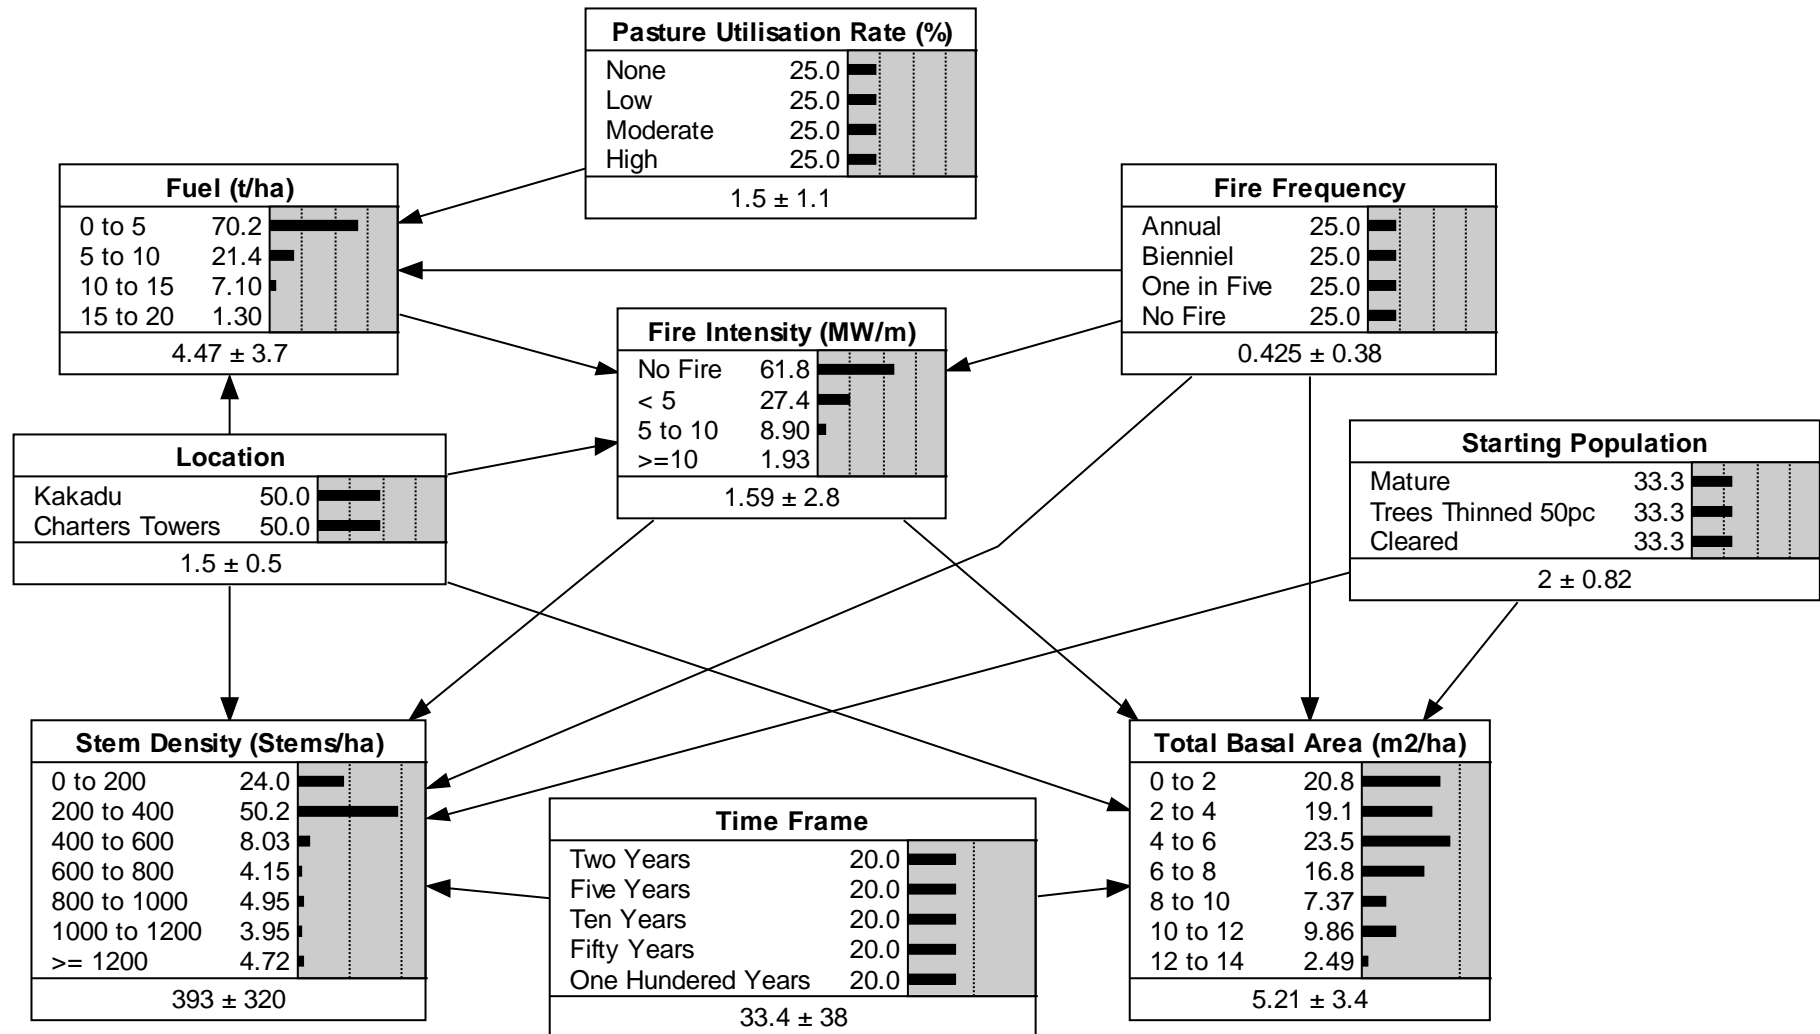 Pasture Utilisation Rate (%)
None 25.0
Low 25.0
Moderate 25.0
High 25.0
1.5 ± 1.1
Fuel (t/ha)
0 to 5 70.2
5 to 10 21.4
10 to 15 7.10
15 to 20 1.30
4.47 ± 3.7
Fire Frequency
Annual 25.0
Bienniel 25.0
One in Five 25.0
No Fire 25.0
0.425 ± 0.38
Fire Intensity (MW/m)
No Fire 61.8
< 5 27.4
5 to 10 8.90
>=10 1.93
1.59 ± 2.8
Location
Kakadu 50.0
Charters Towers 50.0
1.5 ± 0.5
Starting Population
Mature 33.3
Trees Thinned 50pc 33.3
Cleared 33.3
2 ± 0.82
Stem Density (Stems/ha)
0 to 200 24.0
200 to 400 50.2
400 to 600 8.03
600 to 800 4.15
800 to 1000 4.95
1000 to 1200 3.95
>= 1200 4.72
393 ± 320
Time Frame
Two Years 20.0
Five Years 20.0
Ten Years 20.0
Fifty Years 20.0
One Hundered Years 20.0
33.4 ± 38
Total Basal Area (m2/ha)
0 to 2 20.8
2 to 4 19.1
4 to 6 23.5
6 to 8 16.8
8 to 10 7.37
10 to 12 9.86
12 to 14 2.49
5.21 ± 3.4